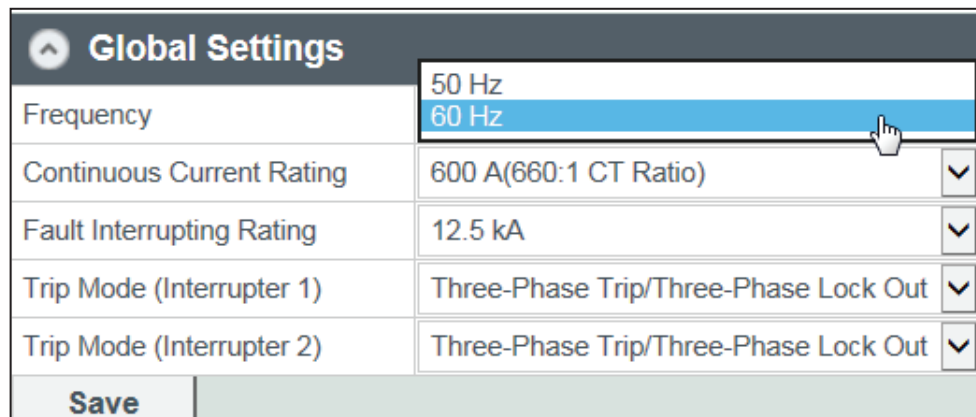 Global Settings
50 Hz
Frequency
60 Hz
Continuous Current Rating
600 A(660:1 CT Ratio)
Fault Interrupting Rating
12.5 kA
Trip Mode (Interrupter 1)
Three-Phase Trip/Three-Phase Lock Out
Trip Mode (Interrupter 2)
Three-Phase Trip/Three-Phase Lock Out
Save